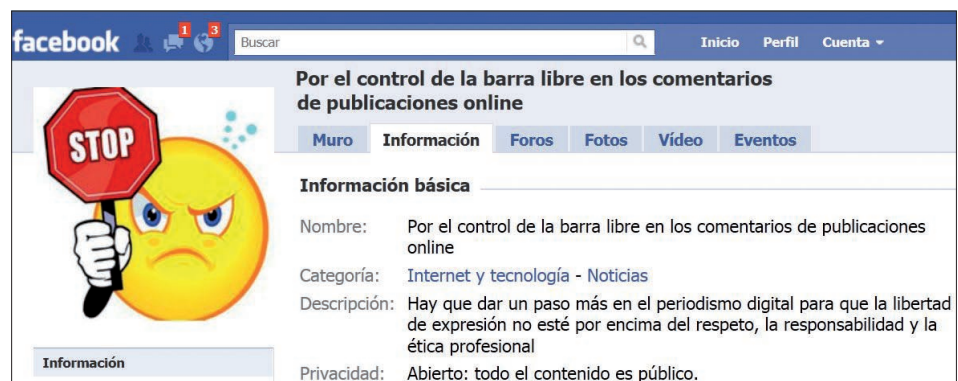 facebook 1 3 Buscar Inicio Perfil Cuenta
Por el control de la barra libre en los comentarios
de publicaciones online
STOP
Muro Información Foros Fotos Vídeo Eventos
Información básica
Nombre: Por el control de la barra libre en los comentarios de publicaciones
online
Categoría: Internet y tecnología - Noticias
Descripción: Hay que dar un paso más en el periodismo digital para que la libertad
de expresión no esté por encima del respeto, la responsabilidad y la
ética profesional
Información
Privacidad: Abierto: todo el contenido es público.